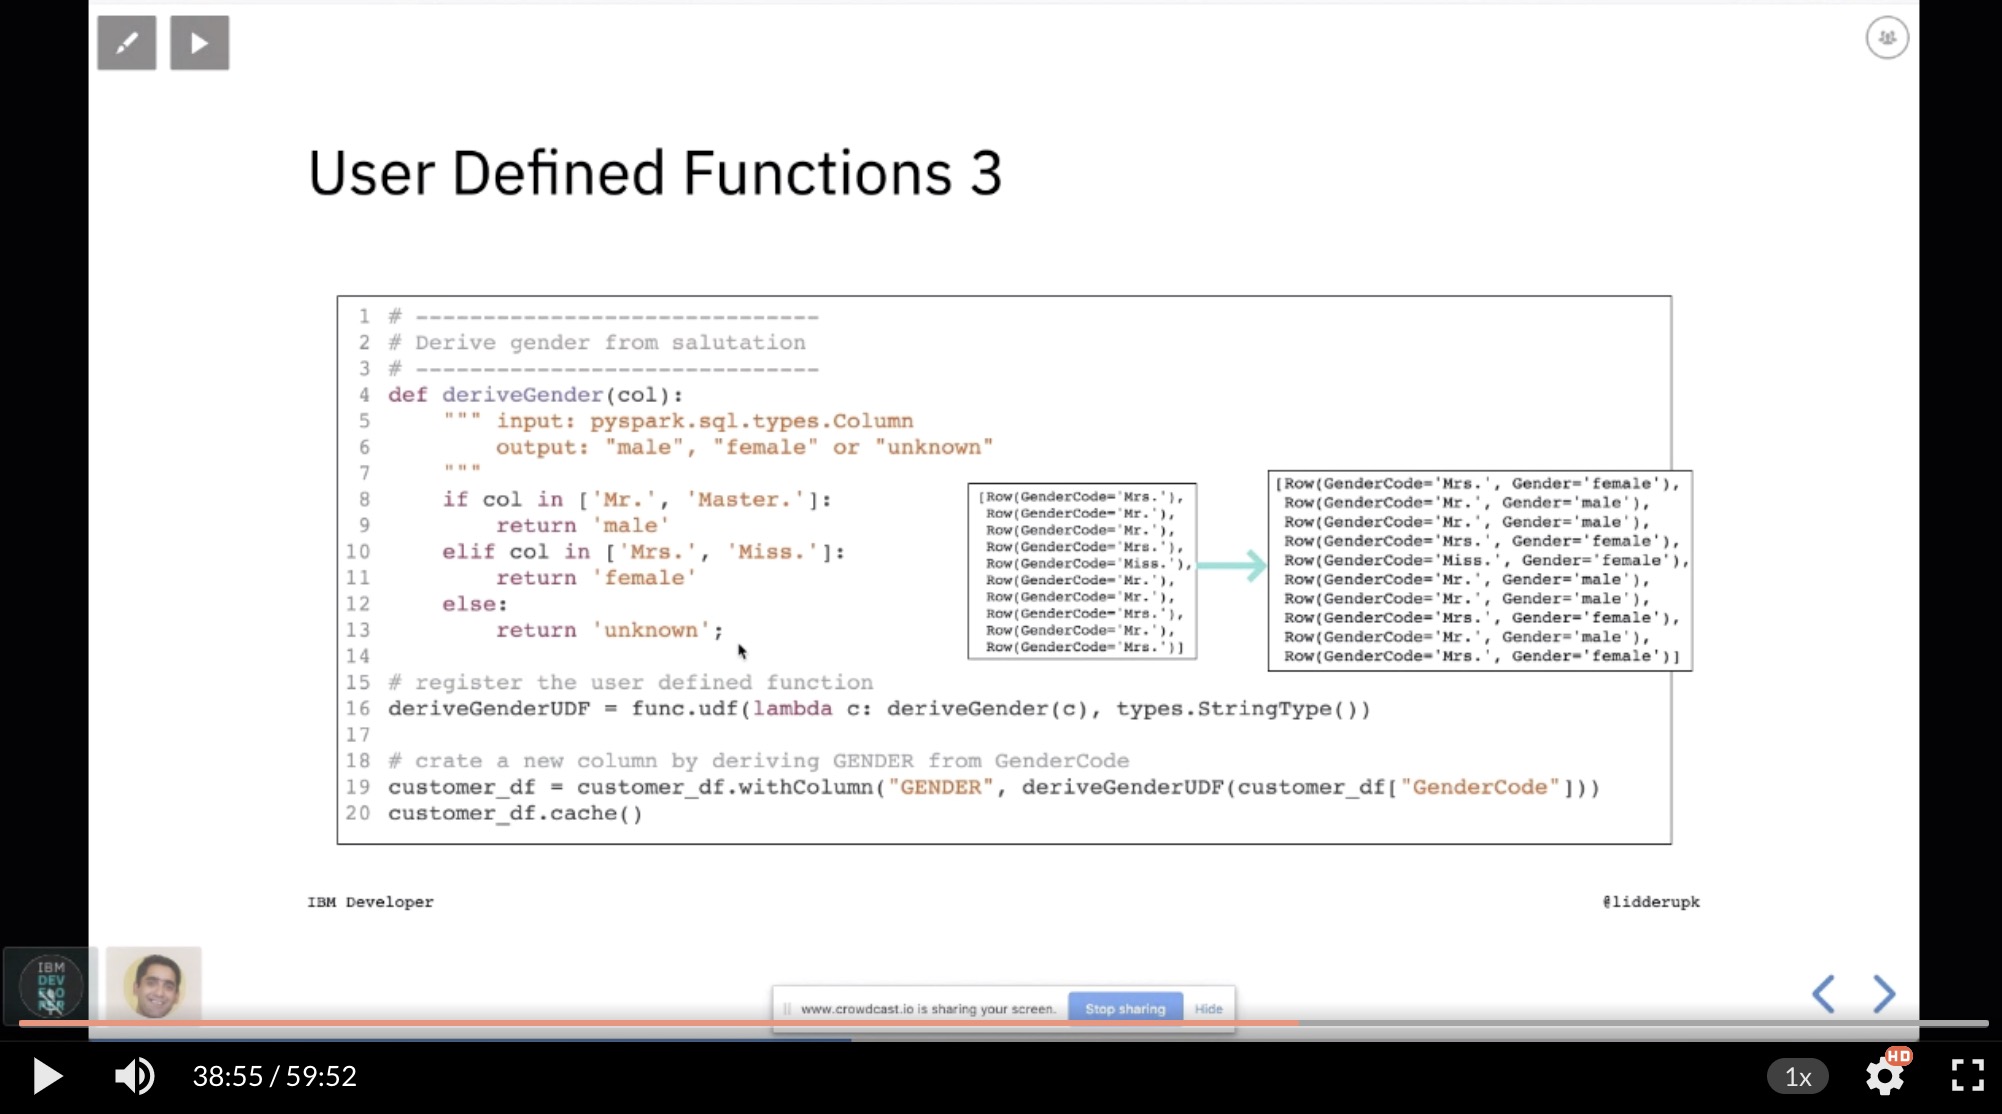 User Defined Functions 3
1 # ------------------------------
2 # Derive gender from salutation
3 # ------------------------------
4 def deriveGender(col):
5     """ input: pyspark.sql.types.Column
6         output: "male", "female" or "unknown"
7     """
8     if col in ['Mr.', 'Master.']:
9         return 'male'
10     elif col in ['Mrs.', 'Miss.']:
11         return 'female'
12     else:
13         return 'unknown';
14
15 # register the user defined function
16 deriveGenderUDF = func.udf(lambda c: deriveGender(c), types.StringType())
17
18 # crate a new column by deriving GENDER from GenderCode
19 customer_df = customer_df.withColumn("GENDER", deriveGenderUDF(customer_df["GenderCode"]))
20 customer_df.cache()
[Row(GenderCode='Mrs.'),
Row(GenderCode='Mr.'),
Row(GenderCode='Mr.'),
Row(GenderCode='Mrs.'),
Row(GenderCode='Miss.'),
Row(GenderCode='Mr.'),
Row(GenderCode='Mr.'),
Row(GenderCode='Mrs.'),
Row(GenderCode='Mr.'),
Row(GenderCode='Mrs.')]
[Row(GenderCode='Mrs.', Gender='female'),
Row(GenderCode='Mr.', Gender='male'),
Row(GenderCode='Mr.', Gender='male'),
Row(GenderCode='Mrs.', Gender='female'),
Row(GenderCode='Miss.', Gender='female'),
Row(GenderCode='Mr.', Gender='male'),
Row(GenderCode='Mr.', Gender='male'),
Row(GenderCode='Mrs.', Gender='female'),
Row(GenderCode='Mr.', Gender='male'),
Row(GenderCode='Mrs.', Gender='female')]
IBM Developer
@lidderupk
IBM
DEV
www.crowdcast.io is sharing your screen.
Stop sharing
Hide
38:55 / 59:52
1x
HD